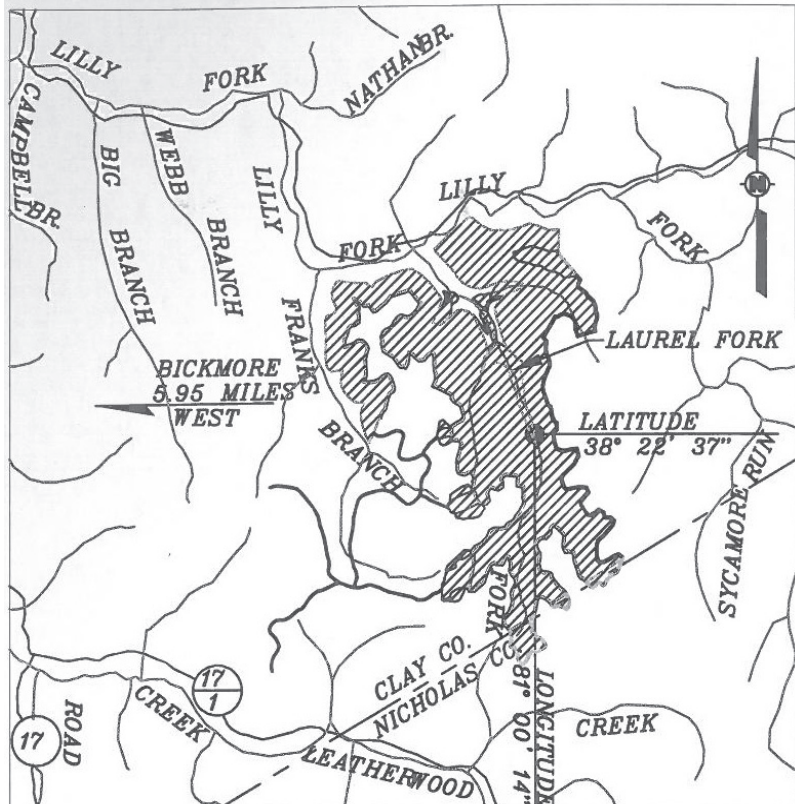 LILLY
FORK
NATHAN BR.
CAMPBELL BR.
BIG
BRANCH
WEBB
BRANCH
LILLY
FORK
LILLY
FORK
N
FRANKS
BRANCH
BICKMORE
5.95 MILES
WEST
LAUREL FORK
LATITUDE
38° 22' 37"
SYCAMORE RUN
FORK
CLAY CO.
NICHOLAS CO.
LONGITUDE
81° 00' 14"
17
1
17
ROAD
CREEK
LEATHERWOOD
CREEK